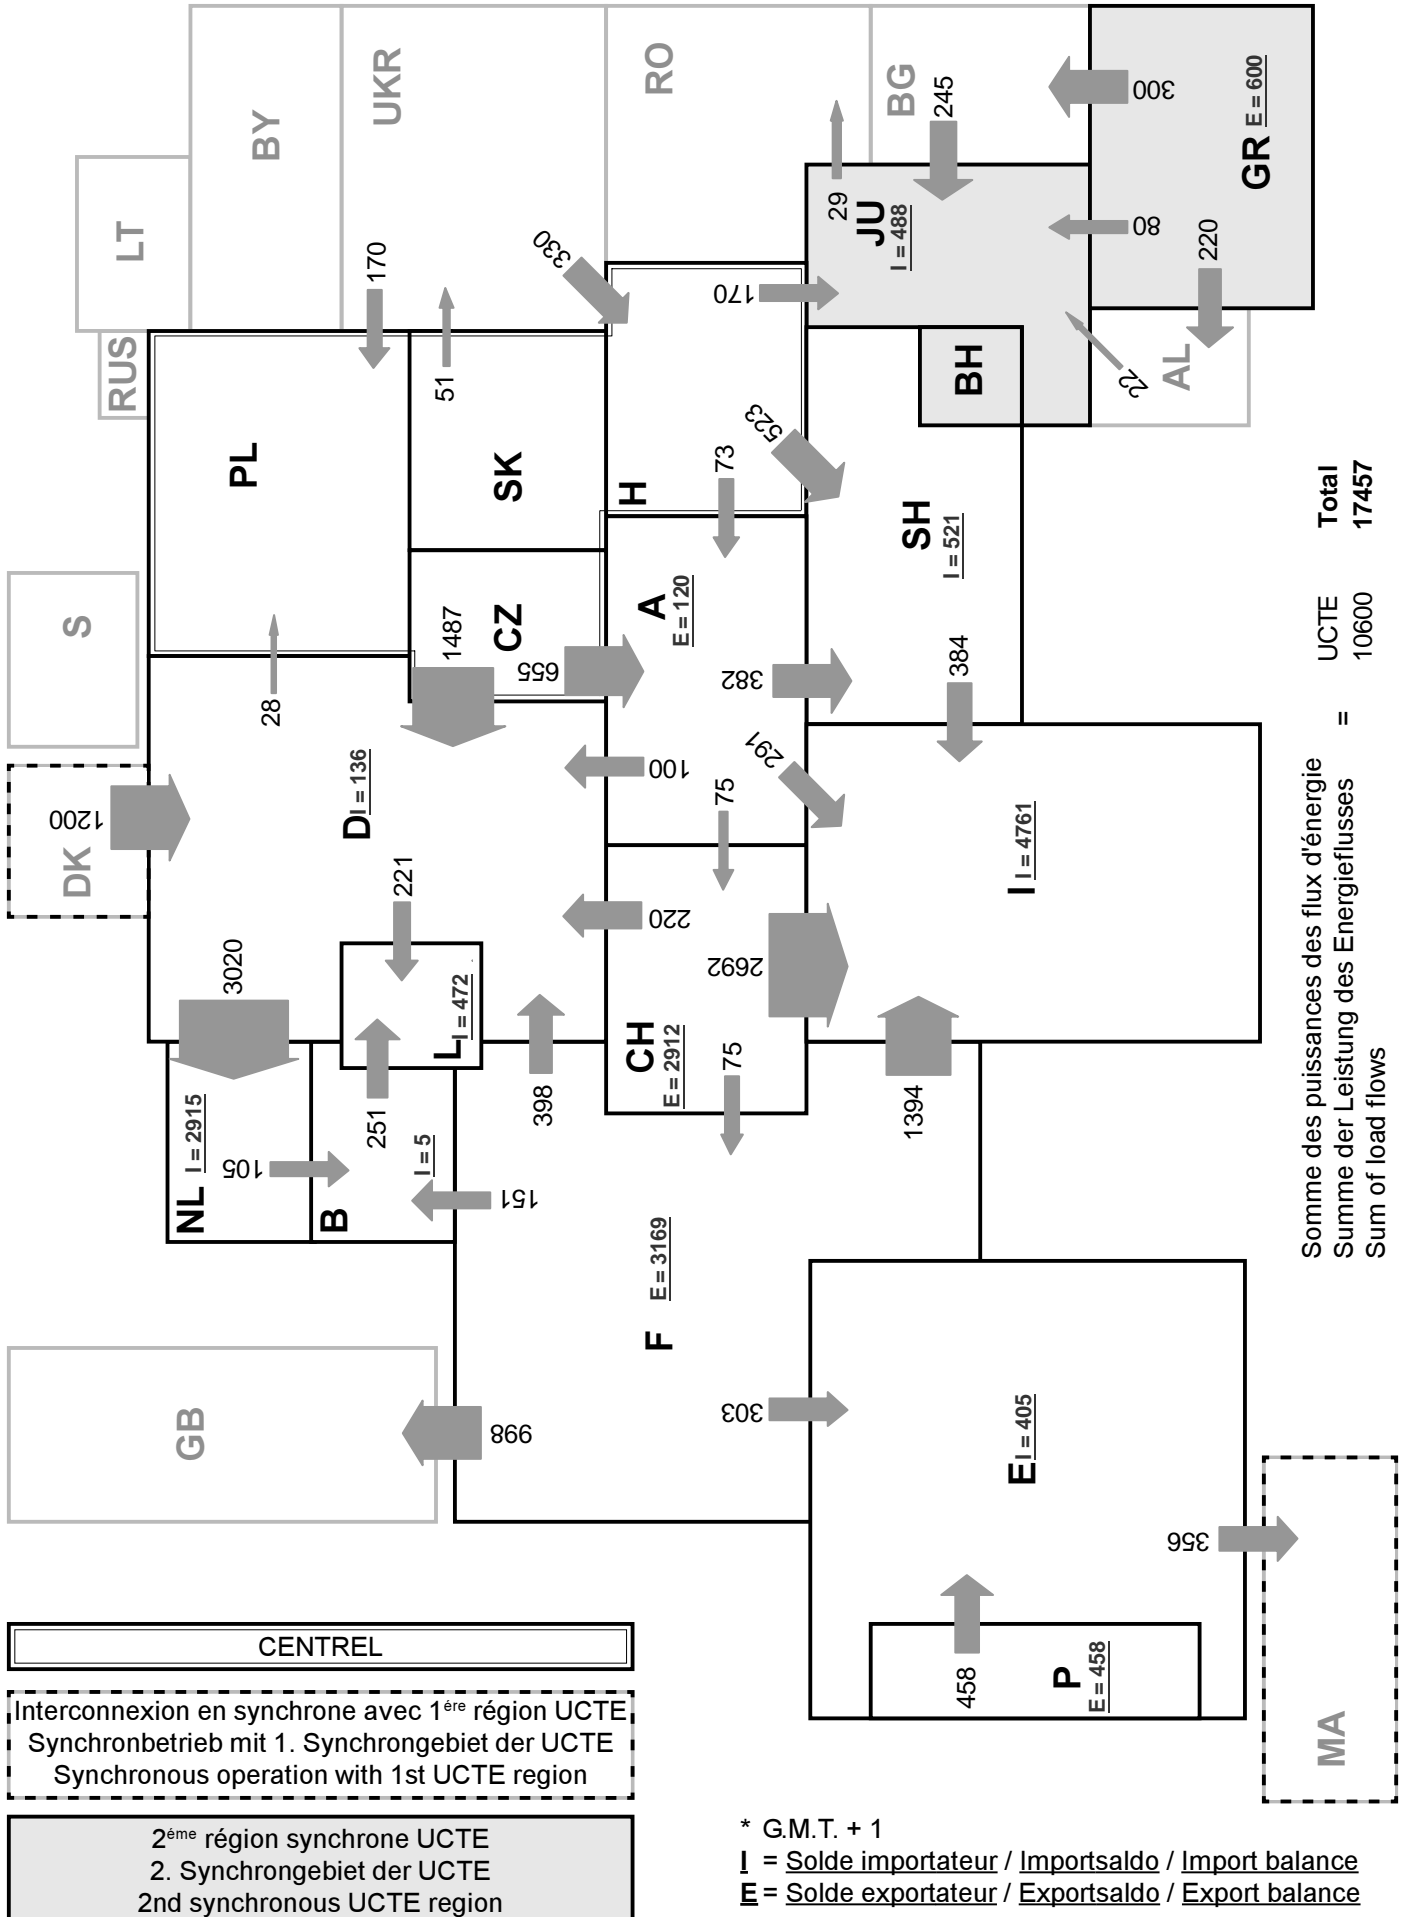 LT
BY
UKR
RO
BG
245
300
GR E = 600
RUS
170
330
29
JU
I = 488
80
220
51
170
PL
SK
H
73
523
BH
22
AL
S
28
CZ
1487
655
A
E = 120
382
SH
I = 521
384
DK
1200
D I = 136
221
100
75
291
I I = 4761
3020
L I = 472
220
2692
NL I = 2915
105
B
251
I = 5
151
398
CH
E = 2912
75
1394
GB
998
F E = 3169
303
E I = 405
458
P
E = 458
356
MA
Somme des puissances des flux d'énergie
Summe der Leistung des Energieflusses = UCTE Total
Sum of load flows 10600 17457
CENTREL
Interconnexion en synchrone avec 1ére région UCTE
Synchronbetrieb mit 1. Synchrongebiet der UCTE
Synchronous operation with 1st UCTE region
2éme région synchrone UCTE
2. Synchrongebiet der UCTE
2nd synchronous UCTE region
* G.M.T. + 1
I = Solde importateur / Importsaldo / Import balance
E = Solde exportateur / Exportsaldo / Export balance